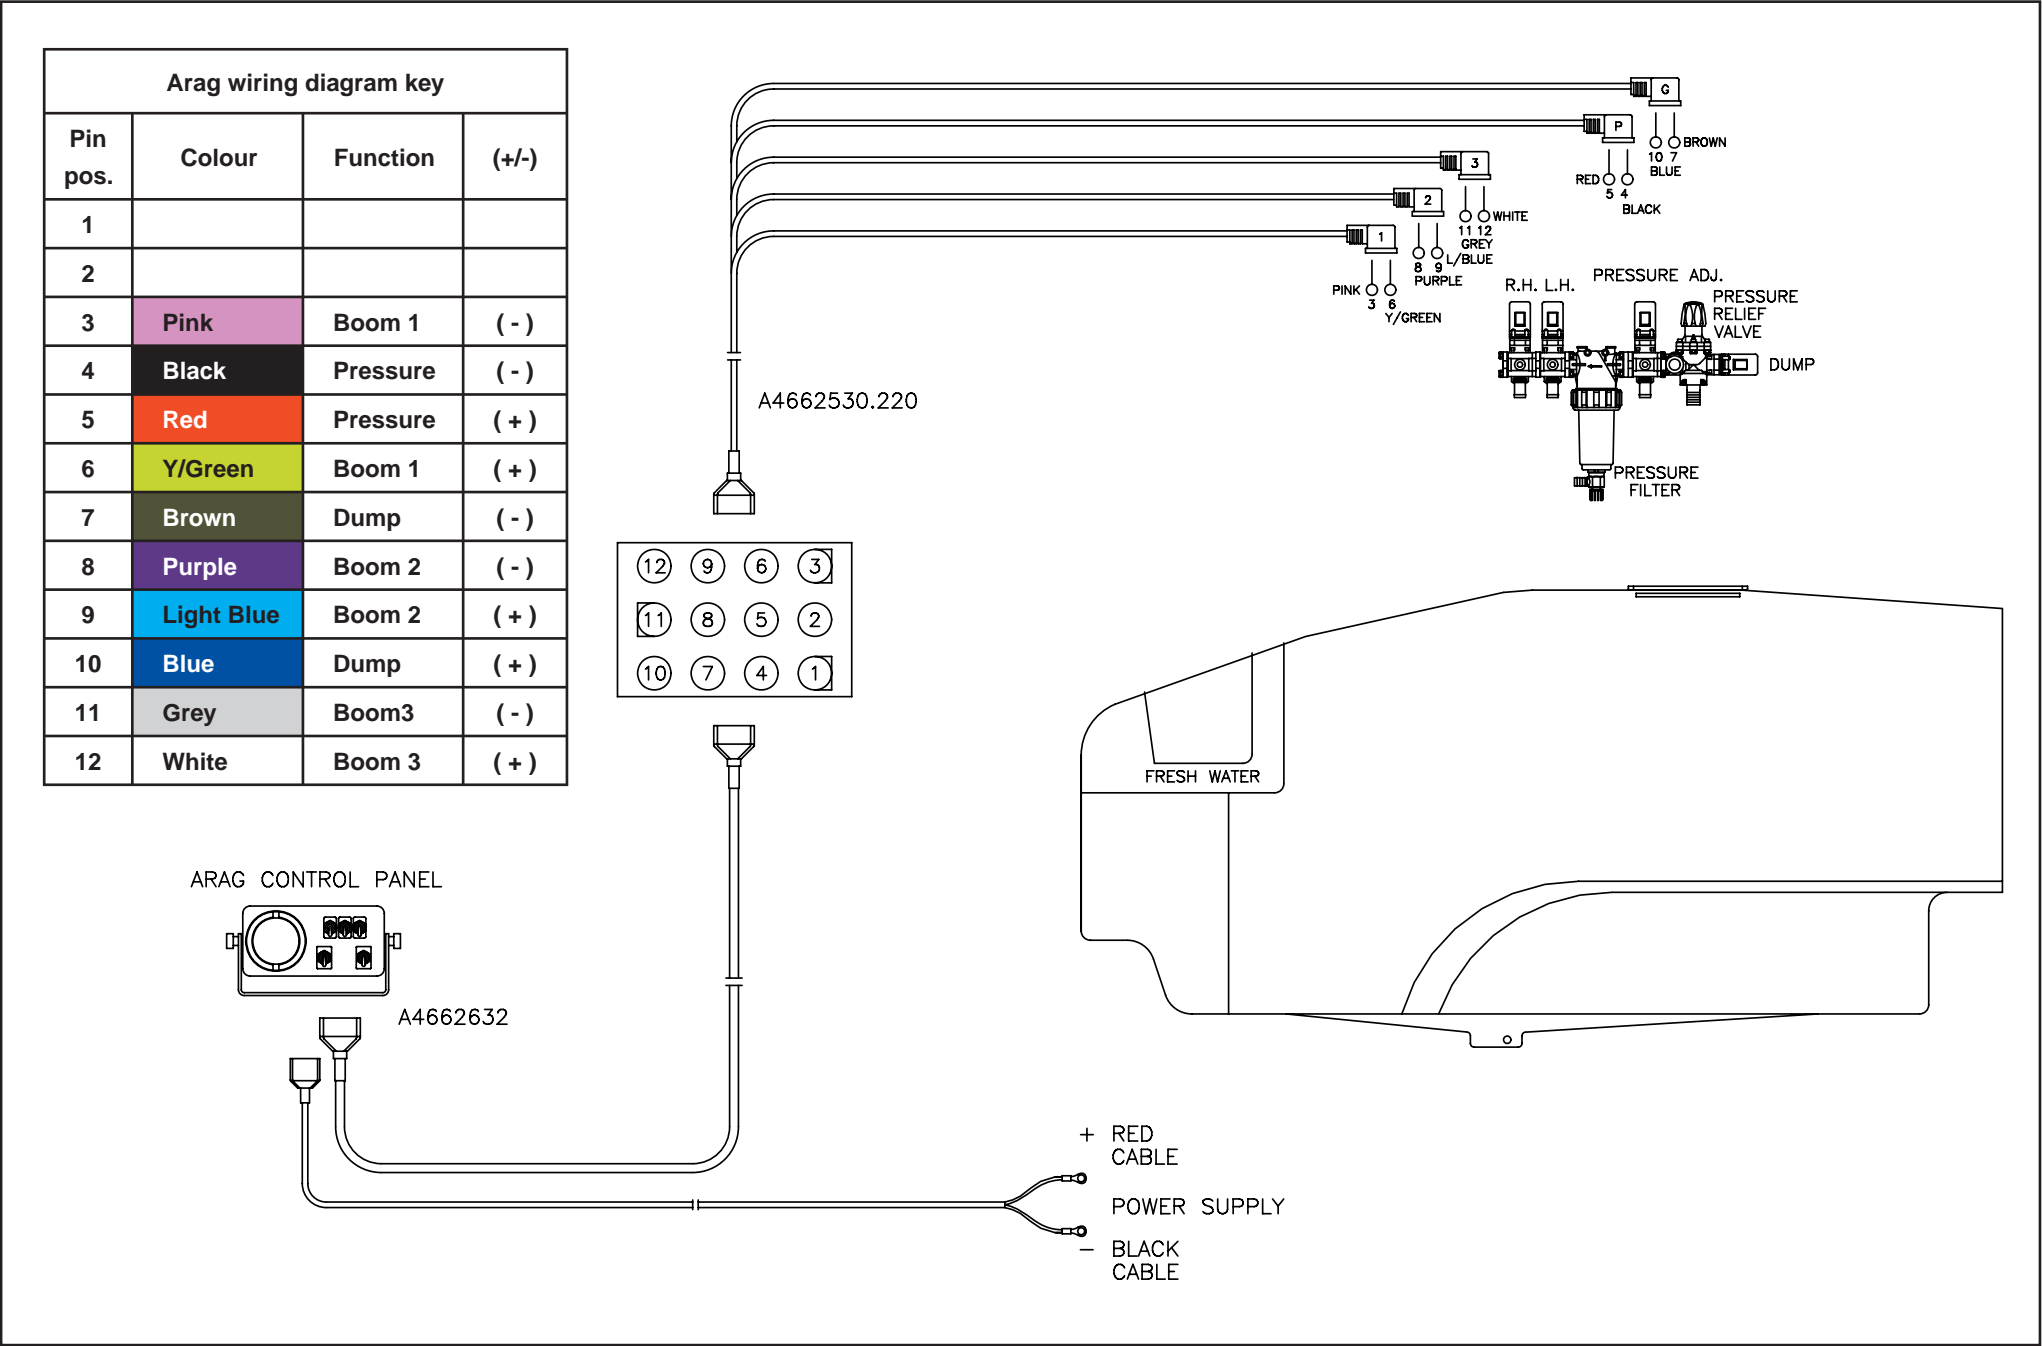 Arag wiring diagram key
Pin pos. Colour Function (+/-)
1
2
3 Pink Boom 1 ( - )
4 Black Pressure ( - )
5 Red Pressure ( + )
6 Y/Green Boom 1 ( + )
7 Brown Dump ( - )
8 Purple Boom 2 ( - )
9 Light Blue Boom 2 ( + )
10 Blue Dump ( + )
11 Grey Boom3 ( - )
12 White Boom 3 ( + )
G
10 7 BROWN
BLUE
P
RED 5 4
BLACK
3
11 12 WHITE
GREY
2
8 9 L/BLUE
PURPLE
1
PINK 3 6
Y/GREEN
A4662530.220
R.H. L.H.
PRESSURE ADJ.
PRESSURE
RELIEF
VALVE
DUMP
PRESSURE
FILTER
12 9 6 3
11 8 5 2
10 7 4 1
FRESH WATER
ARAG CONTROL PANEL
A4662632
+ RED
CABLE
POWER SUPPLY
- BLACK
CABLE